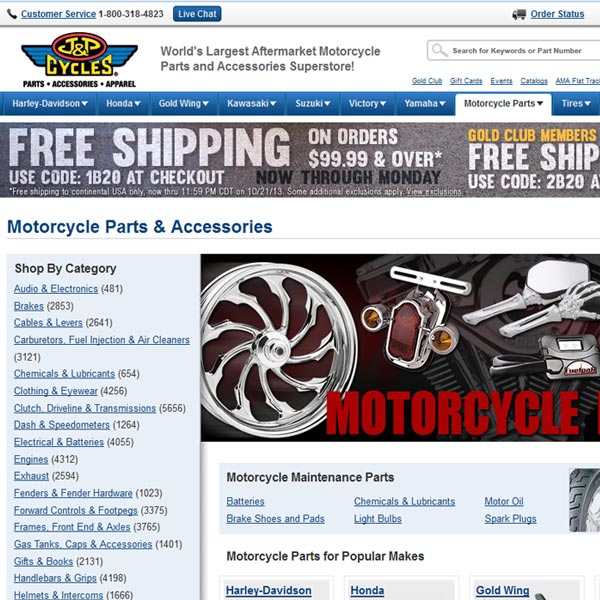 Customer Service 1-800-318-4823 Live Chat Order Status
J&P CYCLES®
PARTS • ACCESSORIES • APPAREL
World's Largest Aftermarket Motorcycle
Parts and Accessories Superstore!
Search for Keywords or Part Number
Gold Club Gift Cards Events Catalogs AMA Flat Track
Harley-Davidson Honda Gold Wing Kawasaki Suzuki Victory Yamaha Motorcycle Parts Tires
FREE SHIPPING ON ORDERS $99.99 & OVER*
USE CODE: 1B20 AT CHECKOUT NOW THROUGH MONDAY
*Free shipping to continental USA only, now thru 11:59 PM CDT on 10/21/13. Some additional exclusions apply. View exclusions.
GOLD CLUB MEMBERS
FREE SHIP
USE CODE: 2B20 AT
Motorcycle Parts & Accessories
Shop By Category
Audio & Electronics (481)
Brakes (2853)
Cables & Levers (2641)
Carburetors, Fuel Injection & Air Cleaners
(3121)
Chemicals & Lubricants (654)
Clothing & Eyewear (4256)
Clutch, Driveline & Transmissions (5656)
Dash & Speedometers (1264)
Electrical & Batteries (4055)
Engines (4312)
Exhaust (2594)
Fenders & Fender Hardware (1023)
Forward Controls & Footpegs (3375)
Frames, Front End & Axles (3765)
Gas Tanks, Caps & Accessories (1401)
Gifts & Books (2131)
Handlebars & Grips (4198)
Helmets & Intercoms (1666)
Fuelpak
MOTORCYCLE
Motorcycle Maintenance Parts
Batteries Chemicals & Lubricants Motor Oil
Brake Shoes and Pads Light Bulbs Spark Plugs
Motorcycle Parts for Popular Makes
Harley-Davidson Honda Gold Wing